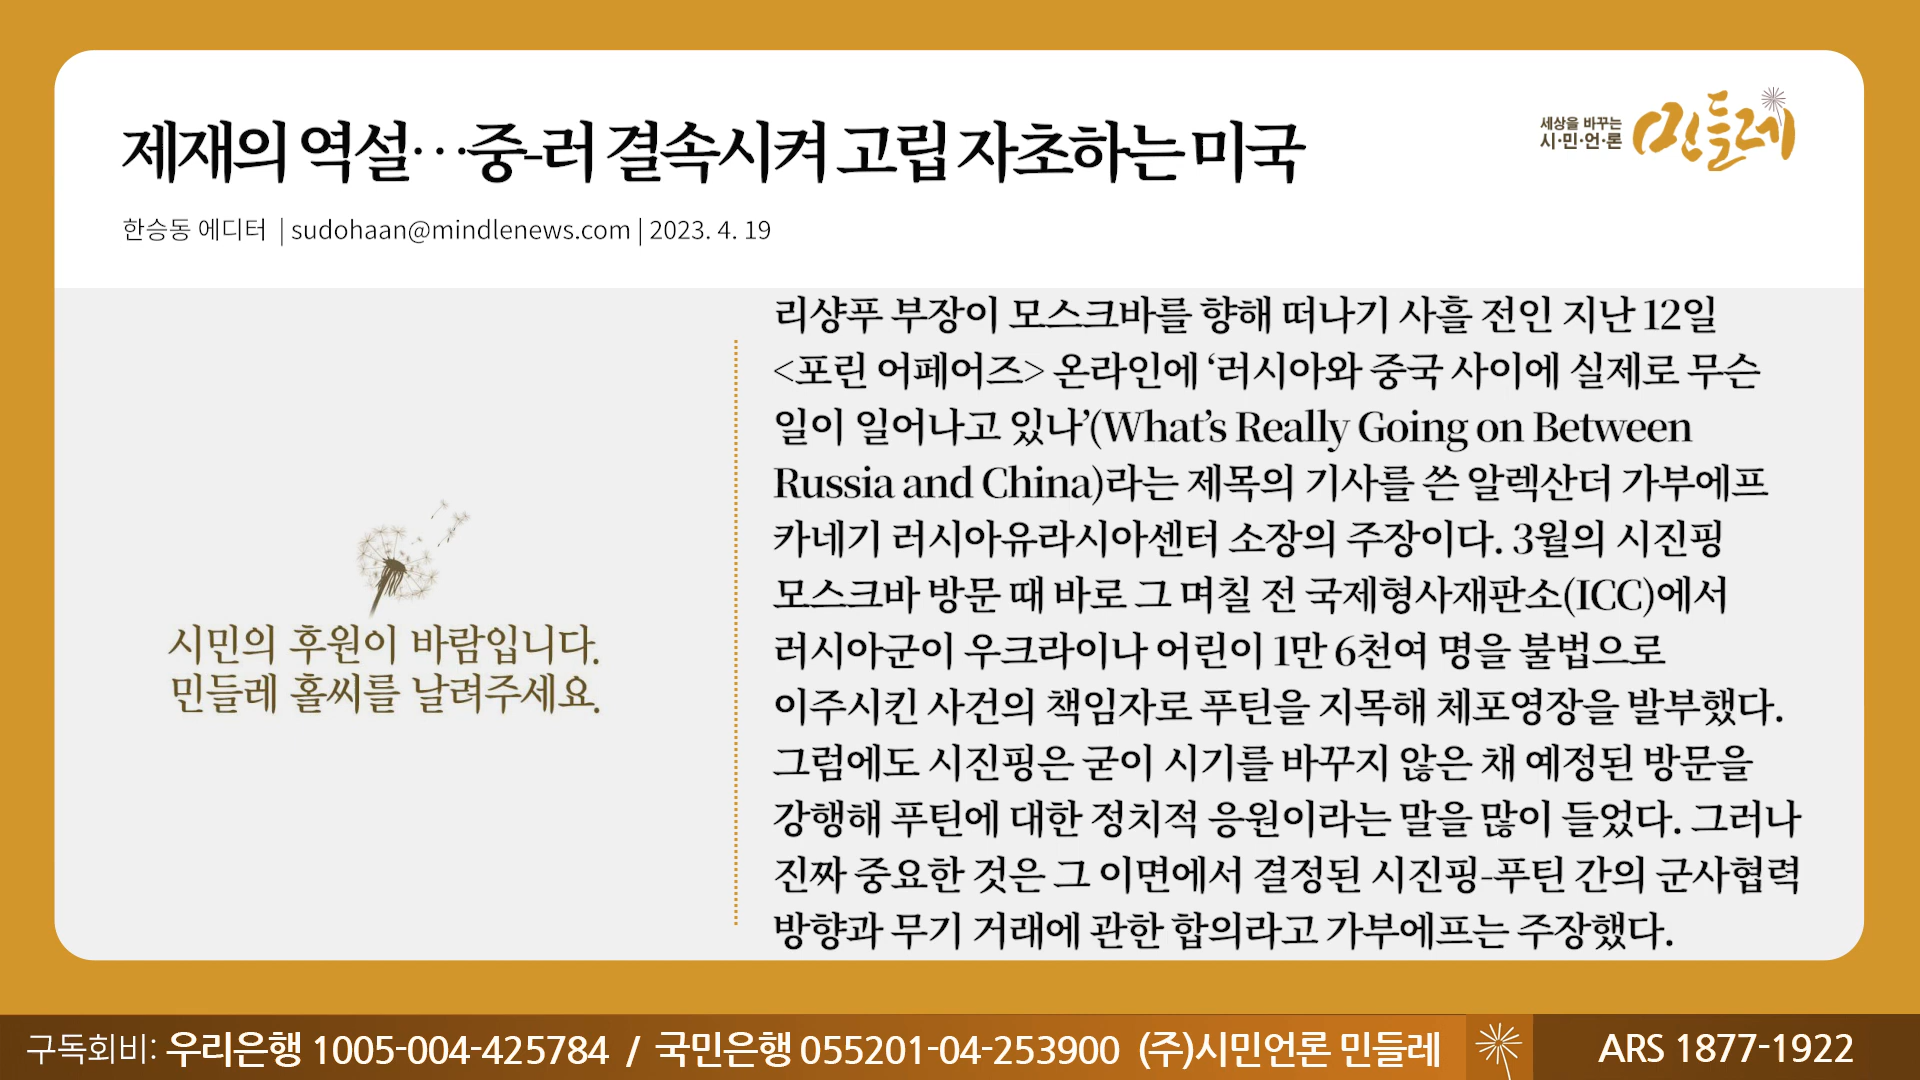 제재의 역설…중-러 결속시켜 고립 자초하는 미국
세상을 바꾸는
시·민·언·론
민들레
한승동 에디터 | sudohaan@mindlenews.com | 2023. 4. 19
리샹푸 부장이 모스크바를 향해 떠나기 사흘 전인 지난 12일
<포린 어페어즈> 온라인에 ‘러시아와 중국 사이에 실제로 무슨
일이 일어나고 있나’(What’s Really Going on Between
Russia and China)라는 제목의 기사를 쓴 알렉산더 가부에프
카네기 러시아유라시아센터 소장의 주장이다. 3월의 시진핑
모스크바 방문 때 바로 그 며칠 전 국제형사재판소(ICC)에서
러시아군이 우크라이나 어린이 1만 6천여 명을 불법으로
이주시킨 사건의 책임자로 푸틴을 지목해 체포영장을 발부했다.
그럼에도 시진핑은 굳이 시기를 바꾸지 않은 채 예정된 방문을
강행해 푸틴에 대한 정치적 응원이라는 말을 많이 들었다. 그러나
진짜 중요한 것은 그 이면에서 결정된 시진핑-푸틴 간의 군사협력
방향과 무기 거래에 관한 합의라고 가부에프는 주장했다.
시민의 후원이 바람입니다.
민들레 홀씨를 날려주세요.
구독회비: 우리은행 1005-004-425784 / 국민은행 055201-04-253900 (주)시민언론 민들레
ARS 1877-1922